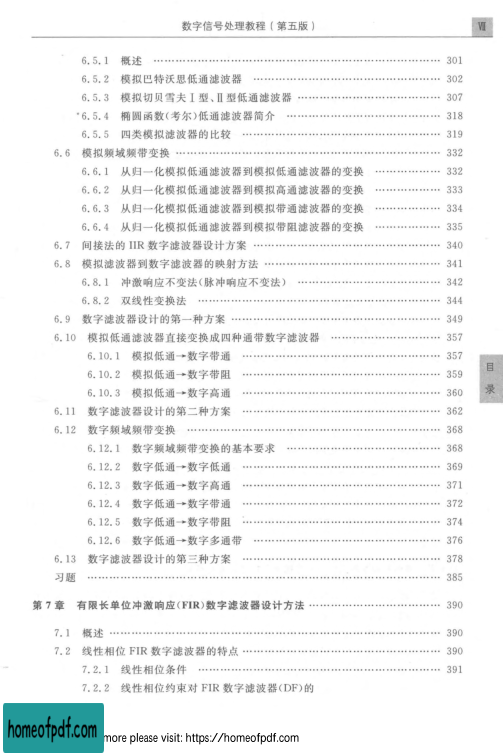 数字信号处理教程(第五版) Ⅶ
6.5.1 概述 …… 301
6.5.2 模拟巴特沃思低通滤波器 …… 302
6.5.3 模拟切贝雪夫Ⅰ型、Ⅱ型低通滤波器 …… 307
*6.5.4 椭圆函数(考尔)低通滤波器简介 …… 318
6.5.5 四类模拟滤波器的比较 …… 319
6.6 模拟频域频带变换 …… 332
6.6.1 从归一化模拟低通滤波器到模拟低通滤波器的变换 …… 332
6.6.2 从归一化模拟低通滤波器到模拟高通滤波器的变换 …… 333
6.6.3 从归一化模拟低通滤波器到模拟带通滤波器的变换 …… 334
6.6.4 从归一化模拟低通滤波器到模拟带阻滤波器的变换 …… 335
6.7 间接法的 IIR 数字滤波器设计方案 …… 340
6.8 模拟滤波器到数字滤波器的映射方法 …… 341
6.8.1 冲激响应不变法(脉冲响应不变法) …… 342
6.8.2 双线性变换法 …… 344
6.9 数字滤波器设计的第一种方案 …… 349
6.10 模拟低通滤波器直接变换成四种通带数字滤波器 …… 357
6.10.1 模拟低通→数字带通 …… 357
6.10.2 模拟低通→数字带阻 …… 359
6.10.3 模拟低通→数字高通 …… 360
6.11 数字滤波器设计的第二种方案 …… 362
6.12 数字频域频带变换 …… 368
6.12.1 数字频域频带变换的基本要求 …… 368
6.12.2 数字低通→数字低通 …… 369
6.12.3 数字低通→数字高通 …… 371
6.12.4 数字低通→数字带通 …… 372
6.12.5 数字低通→数字带阻 …… 374
6.12.6 数字低通→数字多通带 …… 376
6.13 数字滤波器设计的第三种方案 …… 378
习题 …… 385
第 7 章 有限长单位冲激响应(FIR)数字滤波器设计方法 …… 390
7.1 概述 …… 390
7.2 线性相位 FIR 数字滤波器的特点 …… 390
7.2.1 线性相位条件 …… 391
7.2.2 线性相位约束对 FIR 数字滤波器(DF)的
目
录
homeofpdf.com
more please visit: https://homeofpdf.com